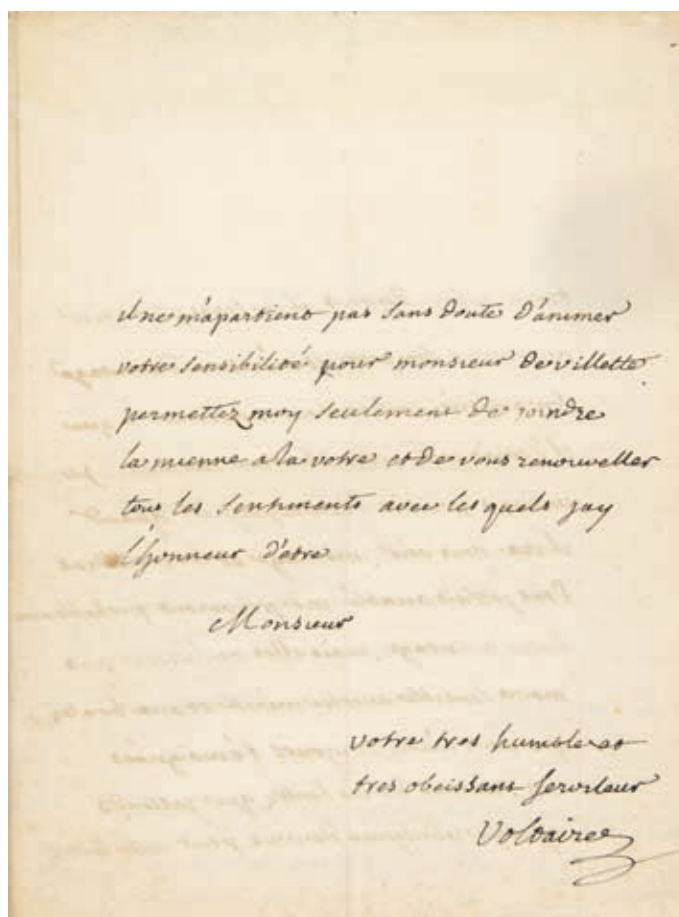 il ne m'apartient pas sans doute d'animer
votre sensibilité pour monsieur de villette
permettez moy seulement de joindre
la mienne a la votre et de vous renouveller
tous les sentiments avec les quels jay
l'honneur d'etre
Monsieur
votre tres humble et
tres obeissant serviteur
Voltaire